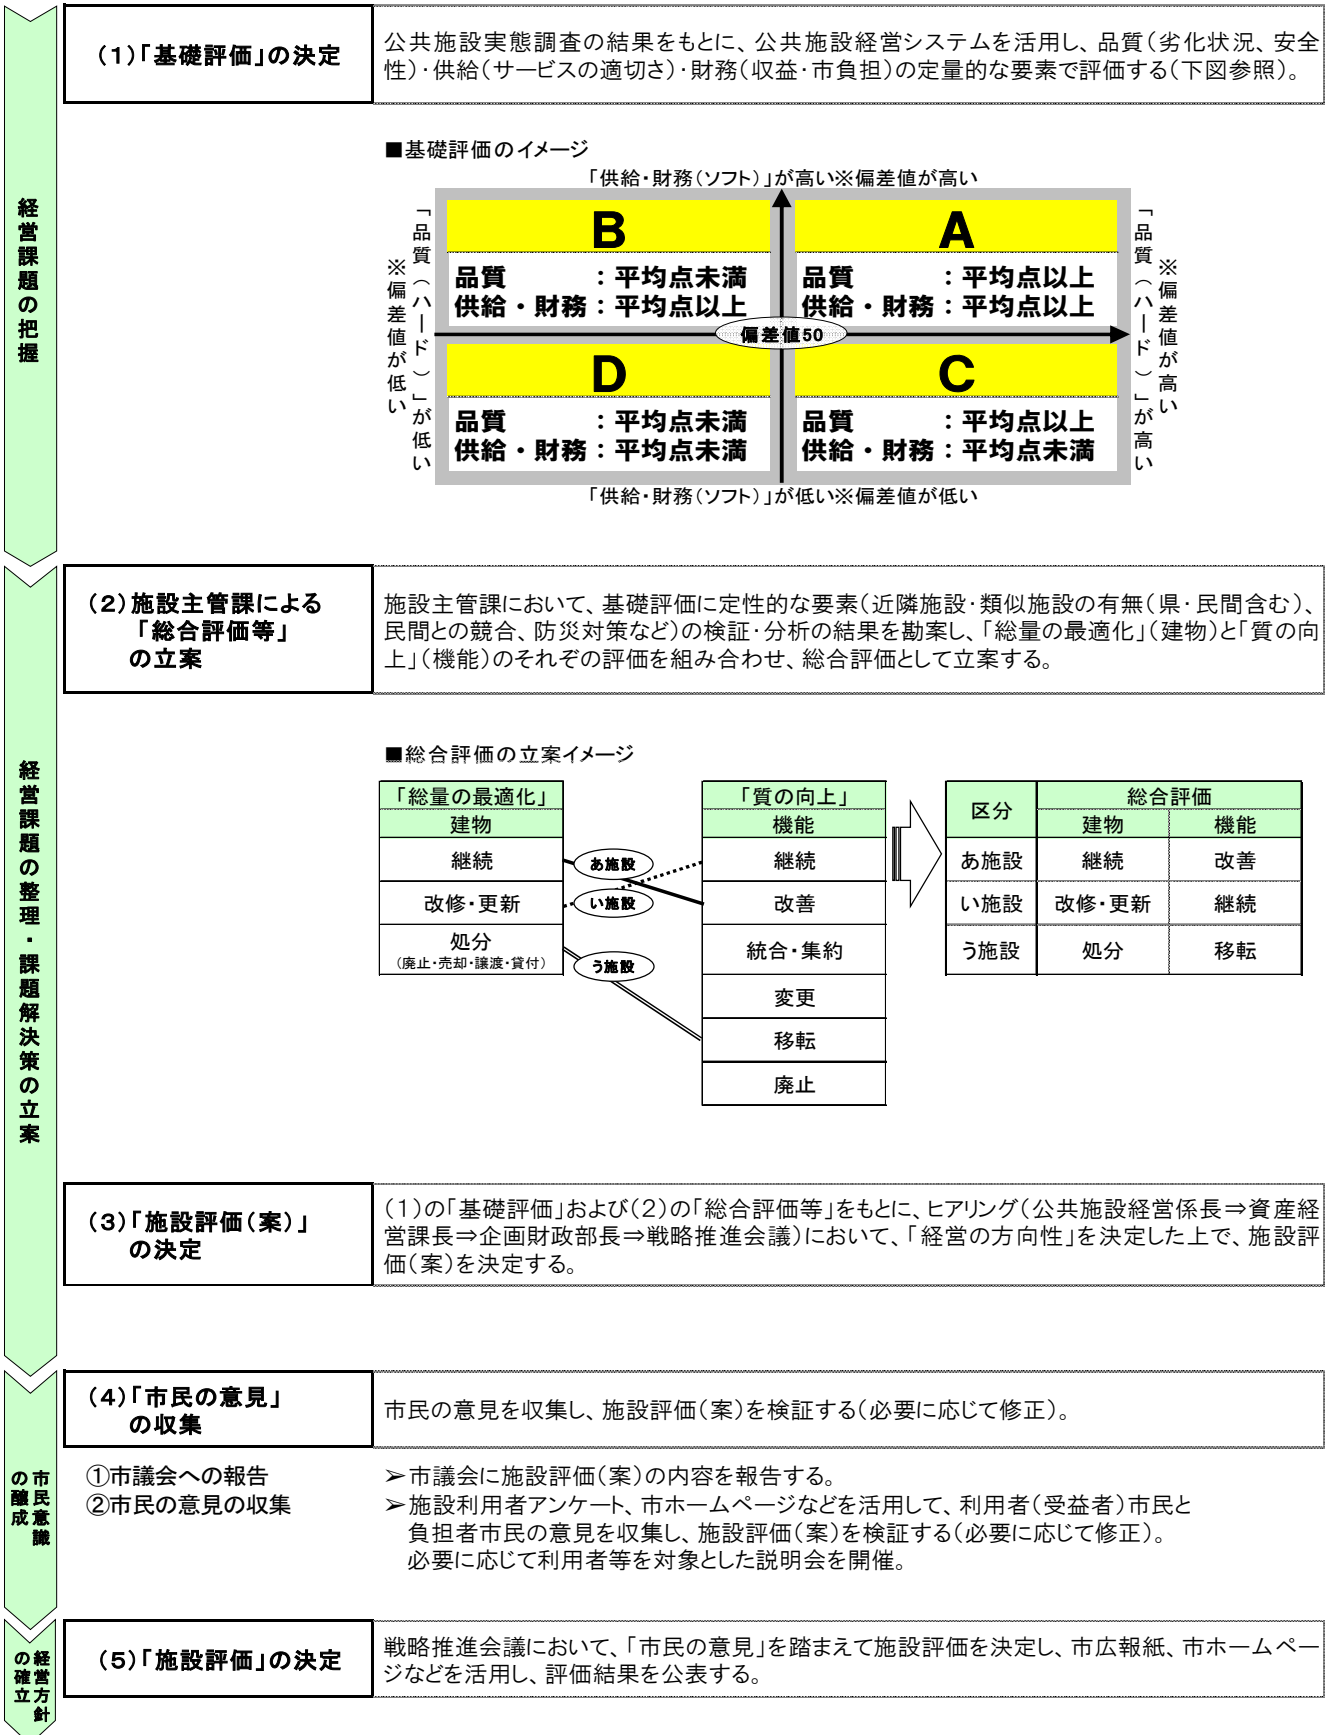 経営課題の把握
(1)「基礎評価」の決定
公共施設実態調査の結果をもとに、公共施設経営システムを活用し、品質(劣化状況、安全
性)・供給(サービスの適切さ)・財務(収益・市負担)の定量的な要素で評価する(下図参照)。
■基礎評価のイメージ
「供給・財務(ソフト)」が高い※偏差値が高い
「品質(ハード)」が低い
※偏差値が低い
B
品質 :平均点未満
供給・財務:平均点以上
A
品質 :平均点以上
供給・財務:平均点以上
偏差値50
D
品質 :平均点未満
供給・財務:平均点未満
C
品質 :平均点以上
供給・財務:平均点未満
「品質(ハード)」が高い
※偏差値が高い
「供給・財務(ソフト)」が低い※偏差値が低い
経営課題の整理・課題解決策の立案
(2)施設主管課による
「総合評価等」
の立案
施設主管課において、基礎評価に定性的な要素(近隣施設・類似施設の有無(県・民間含む)、
民間との競合、防災対策など)の検証・分析の結果を勘案し、「総量の最適化」(建物)と「質の向
上」(機能)のそれぞの評価を組み合わせ、総合評価として立案する。
■総合評価の立案イメージ
「総量の最適化」
建物
継続
改修・更新
処分
(廃止・売却・譲渡・貸付)
あ施設
い施設
う施設
「質の向上」
機能
継続
改善
統合・集約
変更
移転
廃止
区分 総合評価
建物 機能
あ施設 継続 改善
い施設 改修・更新 継続
う施設 処分 移転
(3)「施設評価(案)」
の決定
(1)の「基礎評価」および(2)の「総合評価等」をもとに、ヒアリング(公共施設経営係長⇒資産経
営課長⇒企画財政部長⇒戦略推進会議)において、「経営の方向性」を決定した上で、施設評
価(案)を決定する。
市民意識
の醸成
(4)「市民の意見」
の収集
市民の意見を収集し、施設評価(案)を検証する(必要に応じて修正)。
①市議会への報告
➢市議会に施設評価(案)の内容を報告する。
②市民の意見の収集
➢施設利用者アンケート、市ホームページなどを活用して、利用者(受益者)市民と
負担者市民の意見を収集し、施設評価(案)を検証する(必要に応じて修正)。
必要に応じて利用者等を対象とした説明会を開催。
経営方針
の確立
(5)「施設評価」の決定
戦略推進会議において、「市民の意見」を踏まえて施設評価を決定し、市広報紙、市ホームペー
ジなどを活用し、評価結果を公表する。